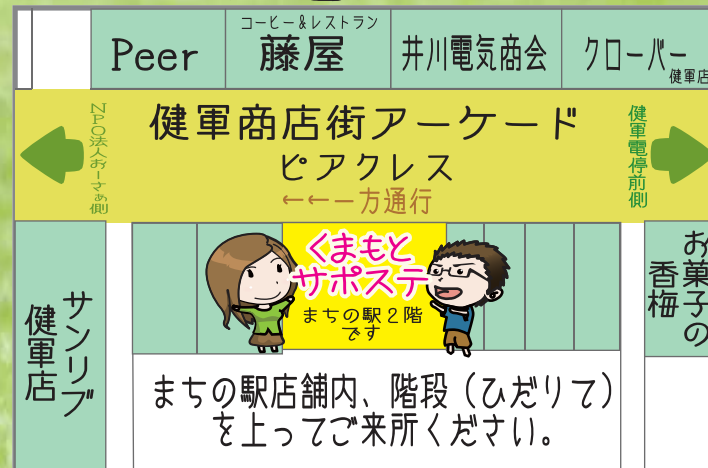 Peer
コーヒー＆レストラン
藤屋
井川電気商会
クローバー
健軍店
NPO法人おーさぁ側
健軍商店街アーケード
ピアクレス
←←一方通行
健軍電停前側
サンリブ
健軍店
くまもと
サポステ
まちの駅２階
です
お菓子の
香梅
まちの駅店舗内、階段（ひだりて）
を上ってご来所ください。